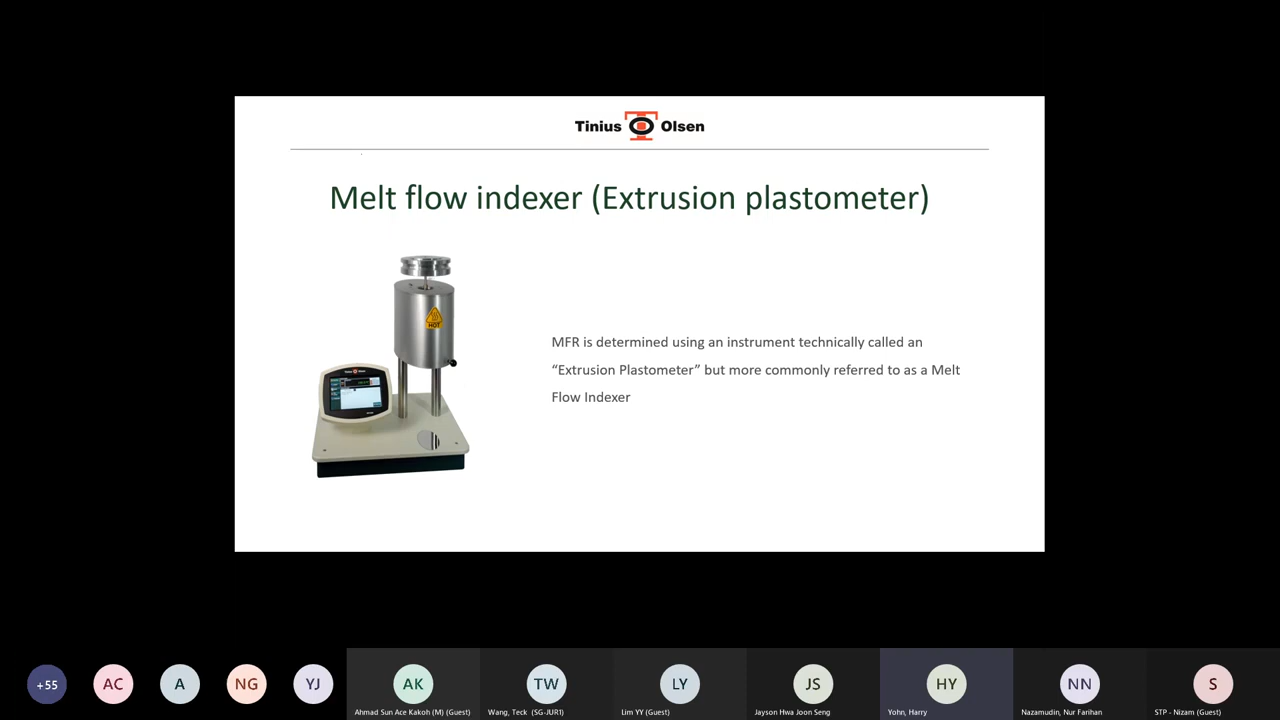 Tinius Olsen
Melt flow indexer (Extrusion plastometer)
HOT
MFR is determined using an instrument technically called an
“Extrusion Plastometer” but more commonly referred to as a Melt
Flow Indexer
+55
AC
A
NG
YJ
AK
TW
LY
JS
HY
NN
S
Ahmad Sun Ace Kakoh (M) (Guest)
Wang, Teck (SG-JUR1)
Lim YY (Guest)
Jayson Hwa Joon Seng
Yohn, Harry
Nazamudin, Nur Farihan
STP - Nizam (Guest)